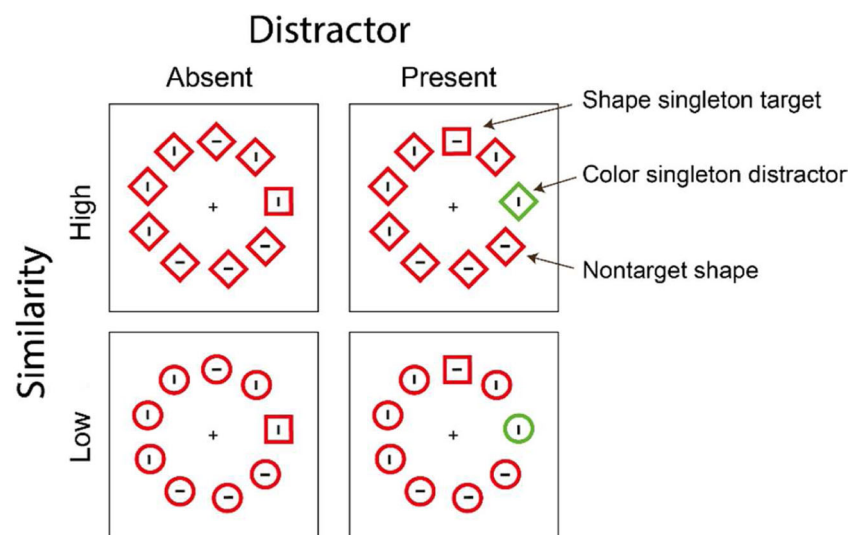 Distractor
Absent
Present
Shape singleton target
Color singleton distractor
Nontarget shape
Similarity
High
Low